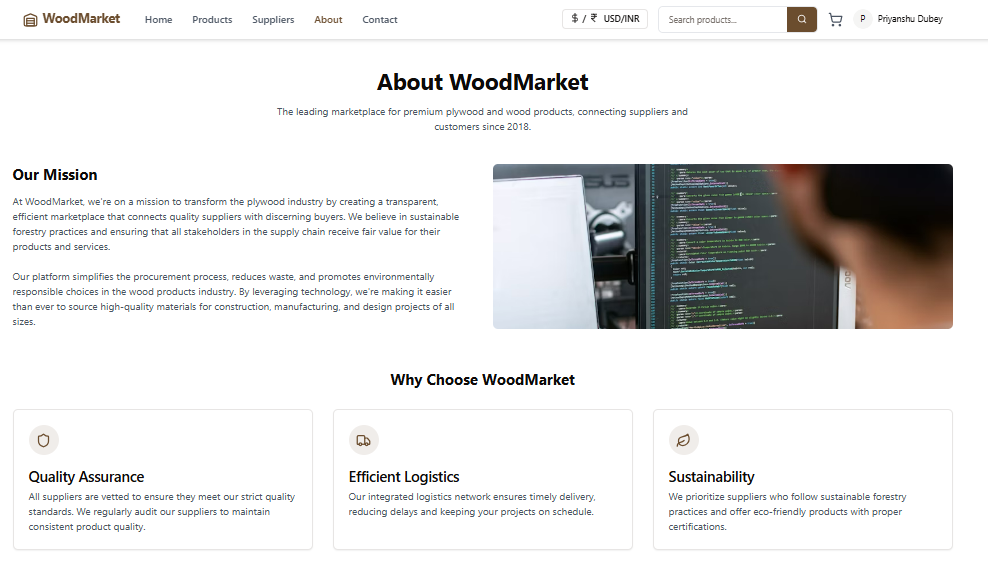 WoodMarket Home Products Suppliers About Contact $ / ₹ USD/INR Search products... P Priyanshu Dubey
About WoodMarket
The leading marketplace for premium plywood and wood products, connecting suppliers and
customers since 2018.
Our Mission
At WoodMarket, we're on a mission to transform the plywood industry by creating a transparent,
efficient marketplace that connects quality suppliers with discerning buyers. We believe in sustainable
forestry practices and ensuring that all stakeholders in the supply chain receive fair value for their
products and services.
Our platform simplifies the procurement process, reduces waste, and promotes environmentally
responsible choices in the wood products industry. By leveraging technology, we're making it easier
than ever to source high-quality materials for construction, manufacturing, and design projects of all
sizes.
Why Choose WoodMarket
Quality Assurance
All suppliers are vetted to ensure they meet our strict quality
standards. We regularly audit our suppliers to maintain
consistent product quality.
Efficient Logistics
Our integrated logistics network ensures timely delivery,
reducing delays and keeping your projects on schedule.
Sustainability
We prioritize suppliers who follow sustainable forestry
practices and offer eco-friendly products with proper
certifications.